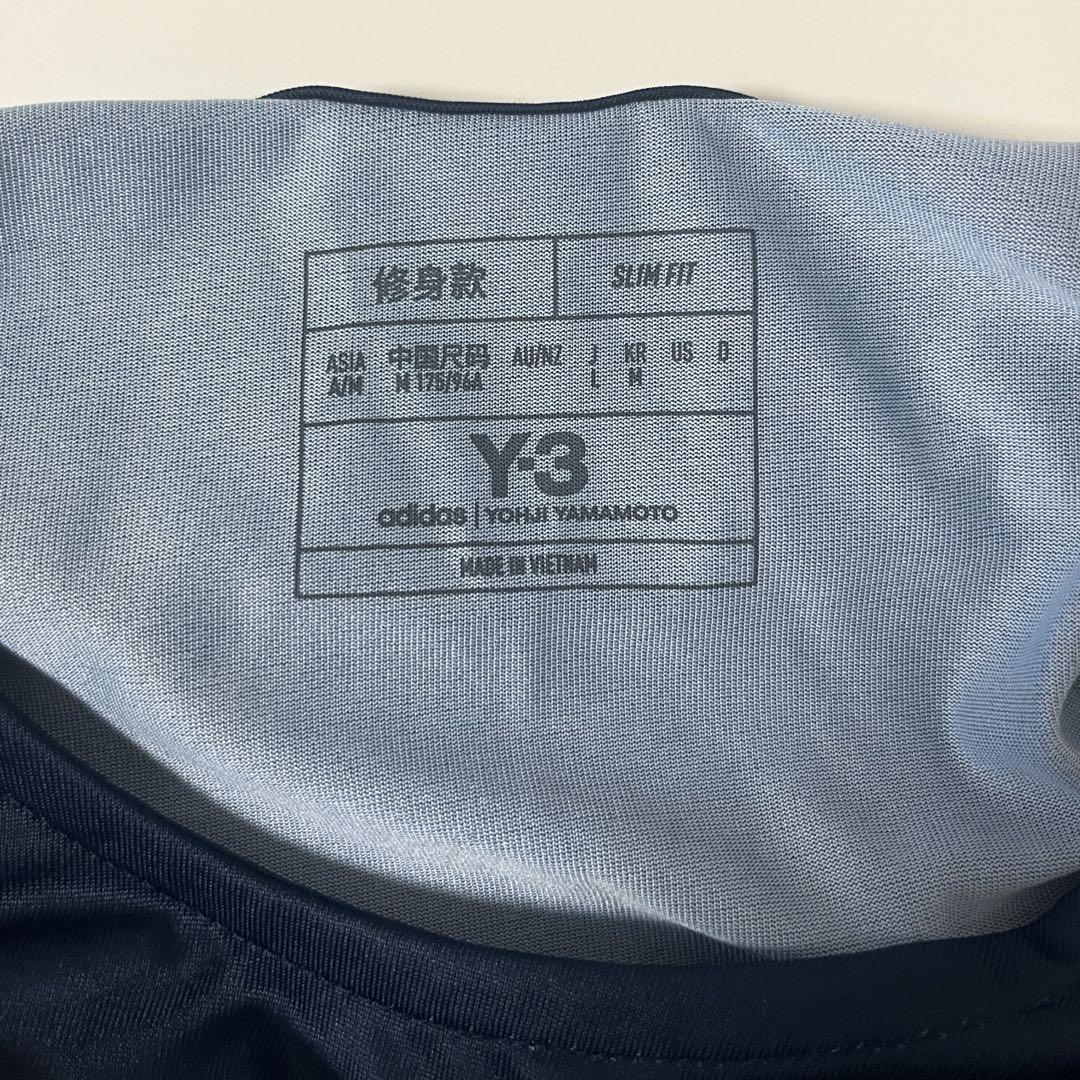 修身款 SLIM FIT
ASIA 中国尺码 AU/NZ J KR US D
A/M M 175/96A L M
Y-3
adidas | YOHJI YAMAMOTO
MADE IN VIETNAM